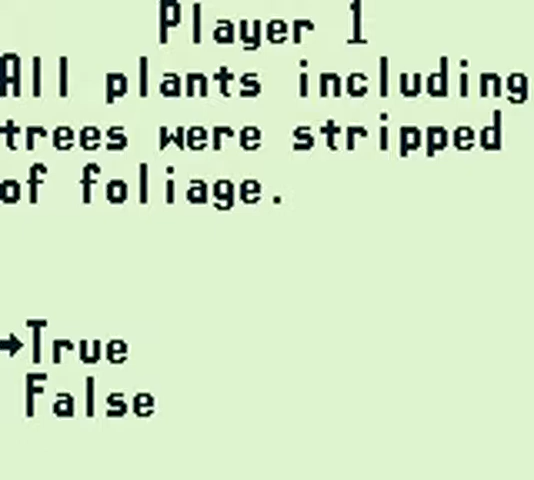 Player 1
All plants including
trees were stripped
of foliage.
→True
False